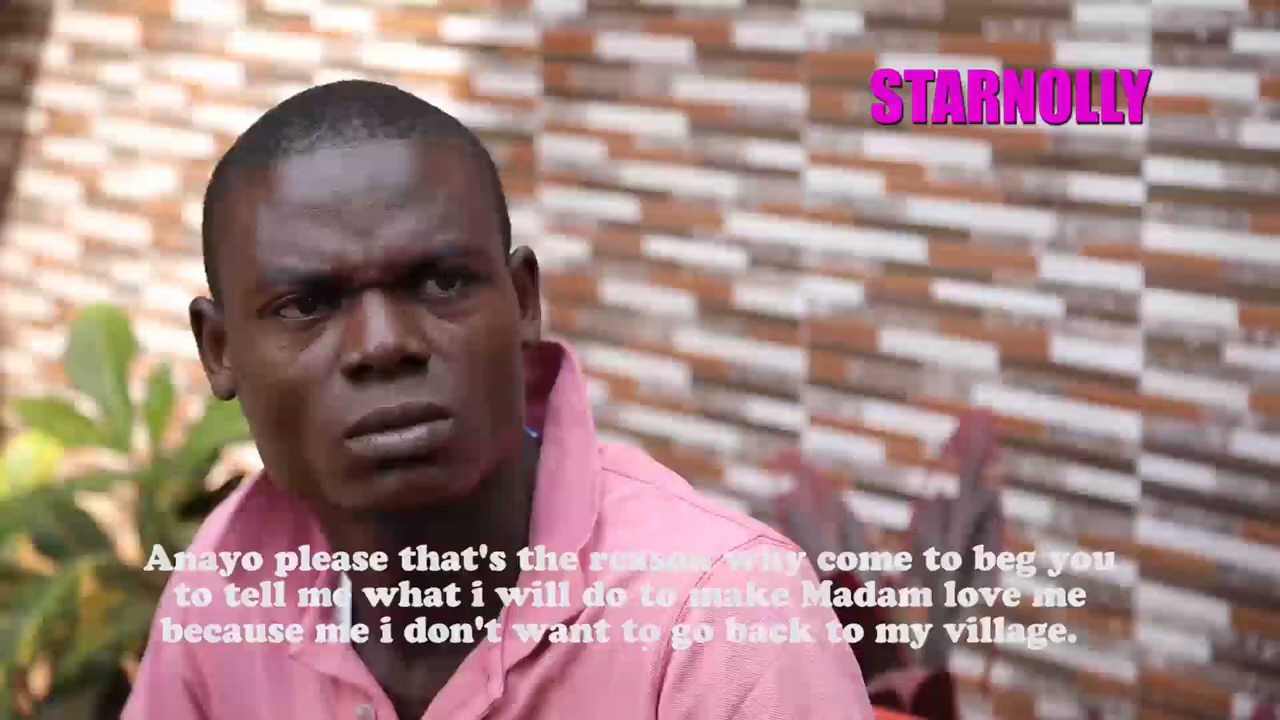 STARNOLLY
Anayo please that's the reason why come to beg you
to tell me what i will do to make Madam love me
because me i don't want to go back to my village.